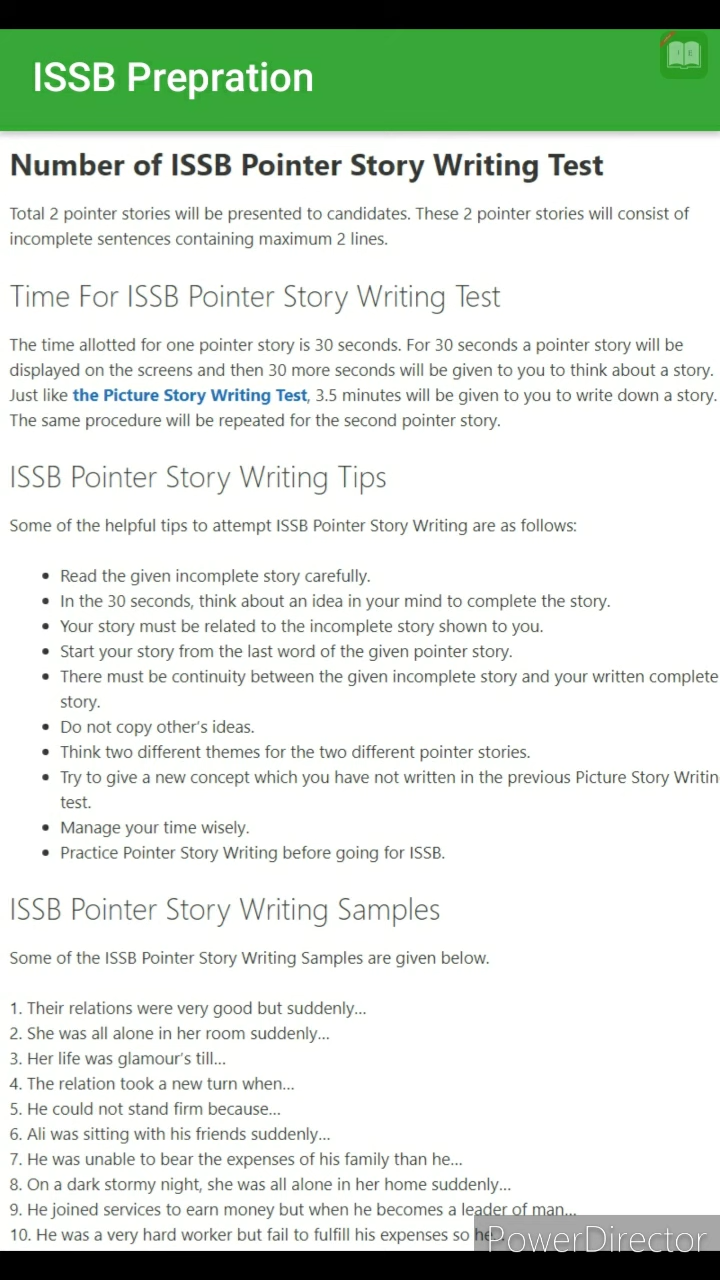 ISSB Prepration
Number of ISSB Pointer Story Writing Test
Total 2 pointer stories will be presented to candidates. These 2 pointer stories will consist of
incomplete sentences containing maximum 2 lines.
Time For ISSB Pointer Story Writing Test
The time allotted for one pointer story is 30 seconds. For 30 seconds a pointer story will be
displayed on the screens and then 30 more seconds will be given to you to think about a story.
Just like the Picture Story Writing Test, 3.5 minutes will be given to you to write down a story.
The same procedure will be repeated for the second pointer story.
ISSB Pointer Story Writing Tips
Some of the helpful tips to attempt ISSB Pointer Story Writing are as follows:
• Read the given incomplete story carefully.
• In the 30 seconds, think about an idea in your mind to complete the story.
• Your story must be related to the incomplete story shown to you.
• Start your story from the last word of the given pointer story.
• There must be continuity between the given incomplete story and your written complete
story.
• Do not copy other's ideas.
• Think two different themes for the two different pointer stories.
• Try to give a new concept which you have not written in the previous Picture Story Writin
test.
• Manage your time wisely.
• Practice Pointer Story Writing before going for ISSB.
ISSB Pointer Story Writing Samples
Some of the ISSB Pointer Story Writing Samples are given below.
1. Their relations were very good but suddenly...
2. She was all alone in her room suddenly...
3. Her life was glamour's till...
4. The relation took a new turn when...
5. He could not stand firm because...
6. Ali was sitting with his friends suddenly...
7. He was unable to bear the expenses of his family than he...
8. On a dark stormy night, she was all alone in her home suddenly...
9. He joined services to earn money but when he becomes a leader of man...
10. He was a very hard worker but fail to fulfill his expenses so he...
PowerDirector